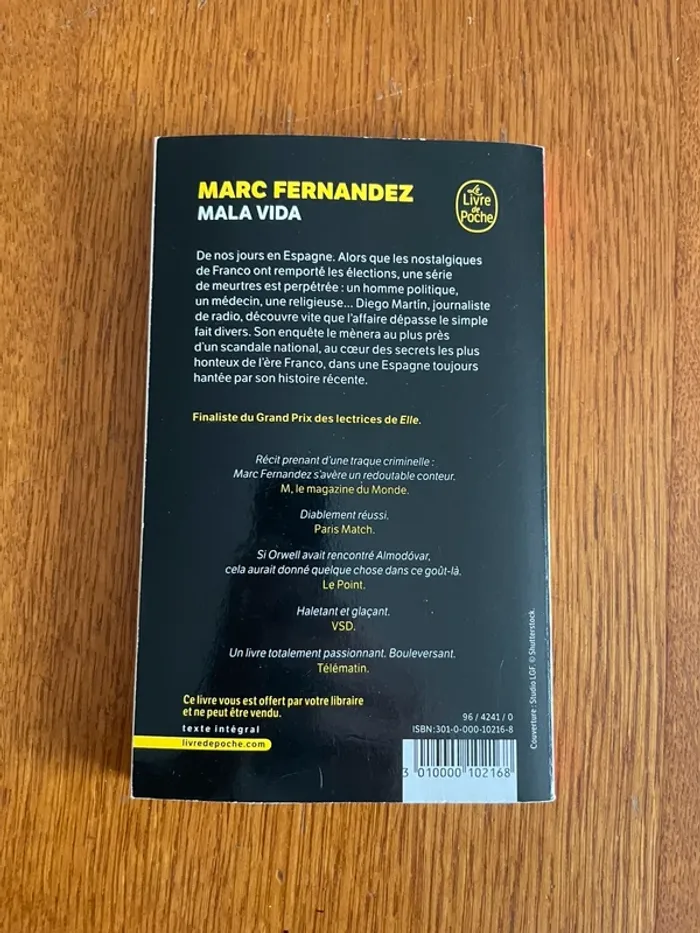 MARC FERNANDEZ
MALA VIDA
Le
Livre
de
Poche
De nos jours en Espagne. Alors que les nostalgiques
de Franco ont remporté les élections, une série
de meurtres est perpétrée : un homme politique,
un médecin, une religieuse... Diego Martín, journaliste
de radio, découvre vite que l'affaire dépasse le simple
fait divers. Son enquête le mènera au plus près
d'un scandale national, au cœur des secrets les plus
honteux de l'ère Franco, dans une Espagne toujours
hantée par son histoire récente.
Finaliste du Grand Prix des lectrices de Elle.
Récit prenant d'une traque criminelle :
Marc Fernandez s'avère un redoutable conteur.
M, le magazine du Monde.
Diablement réussi.
Paris Match.
Si Orwell avait rencontré Almodóvar,
cela aurait donné quelque chose dans ce goût-là.
Le Point.
Haletant et glaçant.
VSD.
Un livre totalement passionnant. Bouleversant.
Télématin.
Ce livre vous est offert par votre libraire
et ne peut être vendu.
texte intégral
livredepoche.com
96 / 4241 / 0
ISBN:301-0-000-10216-8
3 010000 102168
Couverture : Studio LGF. © Shutterstock.